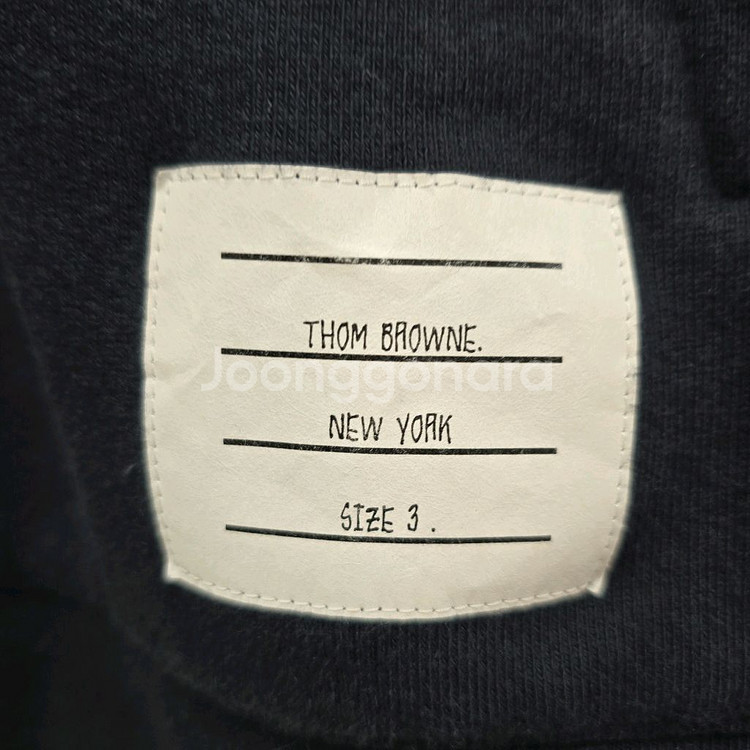 THOM BROWNE.
Joonggonara
NEW YORK
SIZE 3 .